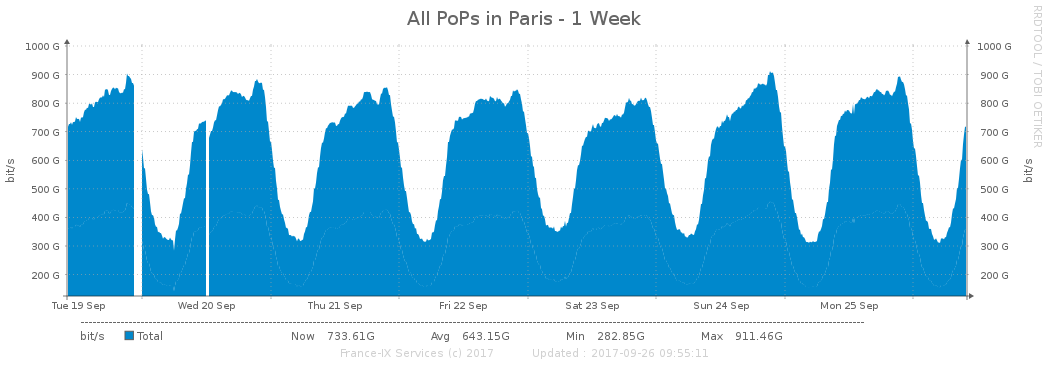 All PoPs in Paris - 1 Week
RRDTOOL / TOBI OETIKER
1000 G 1000 G
900 G 900 G
800 G 800 G
700 G 700 G
600 G 600 G
500 G 500 G
400 G 400 G
300 G 300 G
200 G 200 G
bit/s bit/s
Tue 19 Sep Wed 20 Sep Thu 21 Sep Fri 22 Sep Sat 23 Sep Sun 24 Sep Mon 25 Sep
bit/s Total Now 733.61G Avg 643.15G Min 282.85G Max 911.46G
France-IX Services (c) 2017 Updated : 2017-09-26 09:55:11